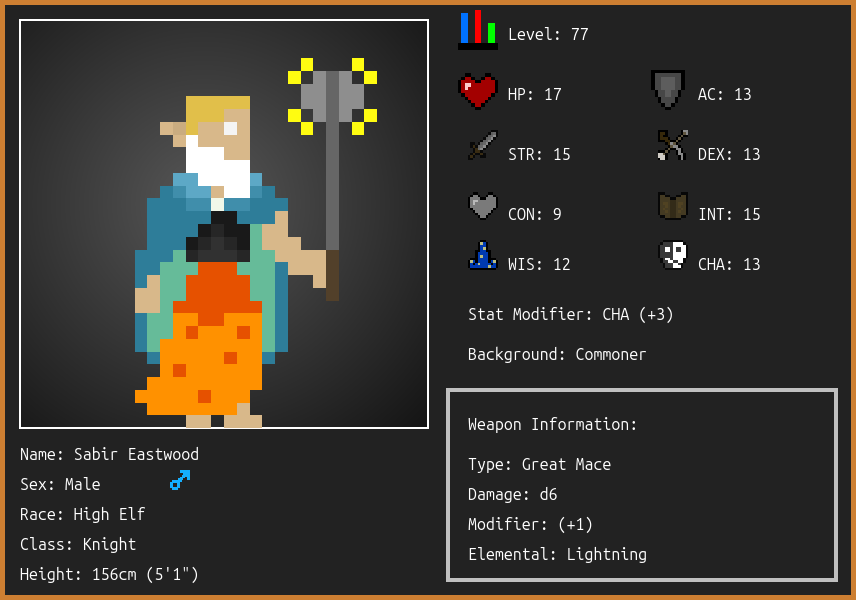 Level: 77
HP: 17
AC: 13
STR: 15
DEX: 13
CON: 9
INT: 15
WIS: 12
CHA: 13
Stat Modifier: CHA (+3)
Background: Commoner
Weapon Information:
Type: Great Mace
Damage: d6
Modifier: (+1)
Elemental: Lightning
Name: Sabir Eastwood
Sex: Male
Race: High Elf
Class: Knight
Height: 156cm (5'1")